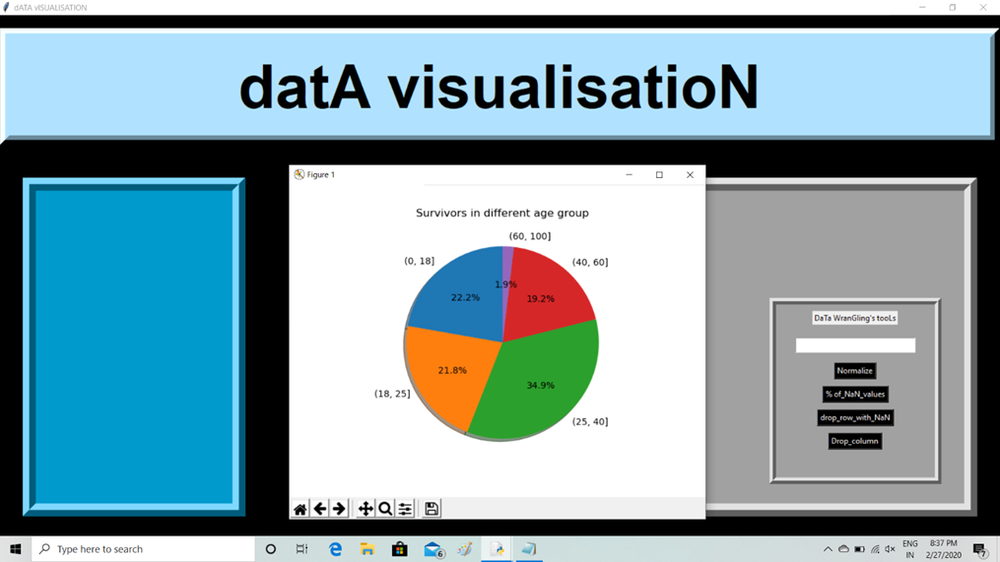 dATA vISUALISATION
datA visualisatioN
Figure 1
Survivors in different age group
(60, 100]
(0, 18]
(40, 60]
1.9%
22.2%
19.2%
21.8%
34.9%
(18, 25]
(25, 40]
DaTa WranGling's tooLs
Normalize
% of_NaN_values
drop_row_with_NaN
Drop_column
Type here to search
6
ENG
IN
8:37 PM
2/27/2020
7